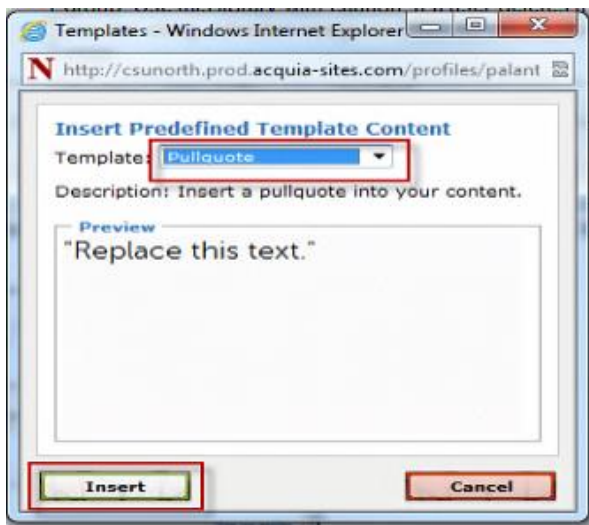 Templates - Windows Internet Explorer
N http://csunorth.prod.acquia-sites.com/profiles/palant
Insert Predefined Template Content
Template: Pullquote
Description: Insert a pullquote into your content.
Preview
"Replace this text."
Insert Cancel